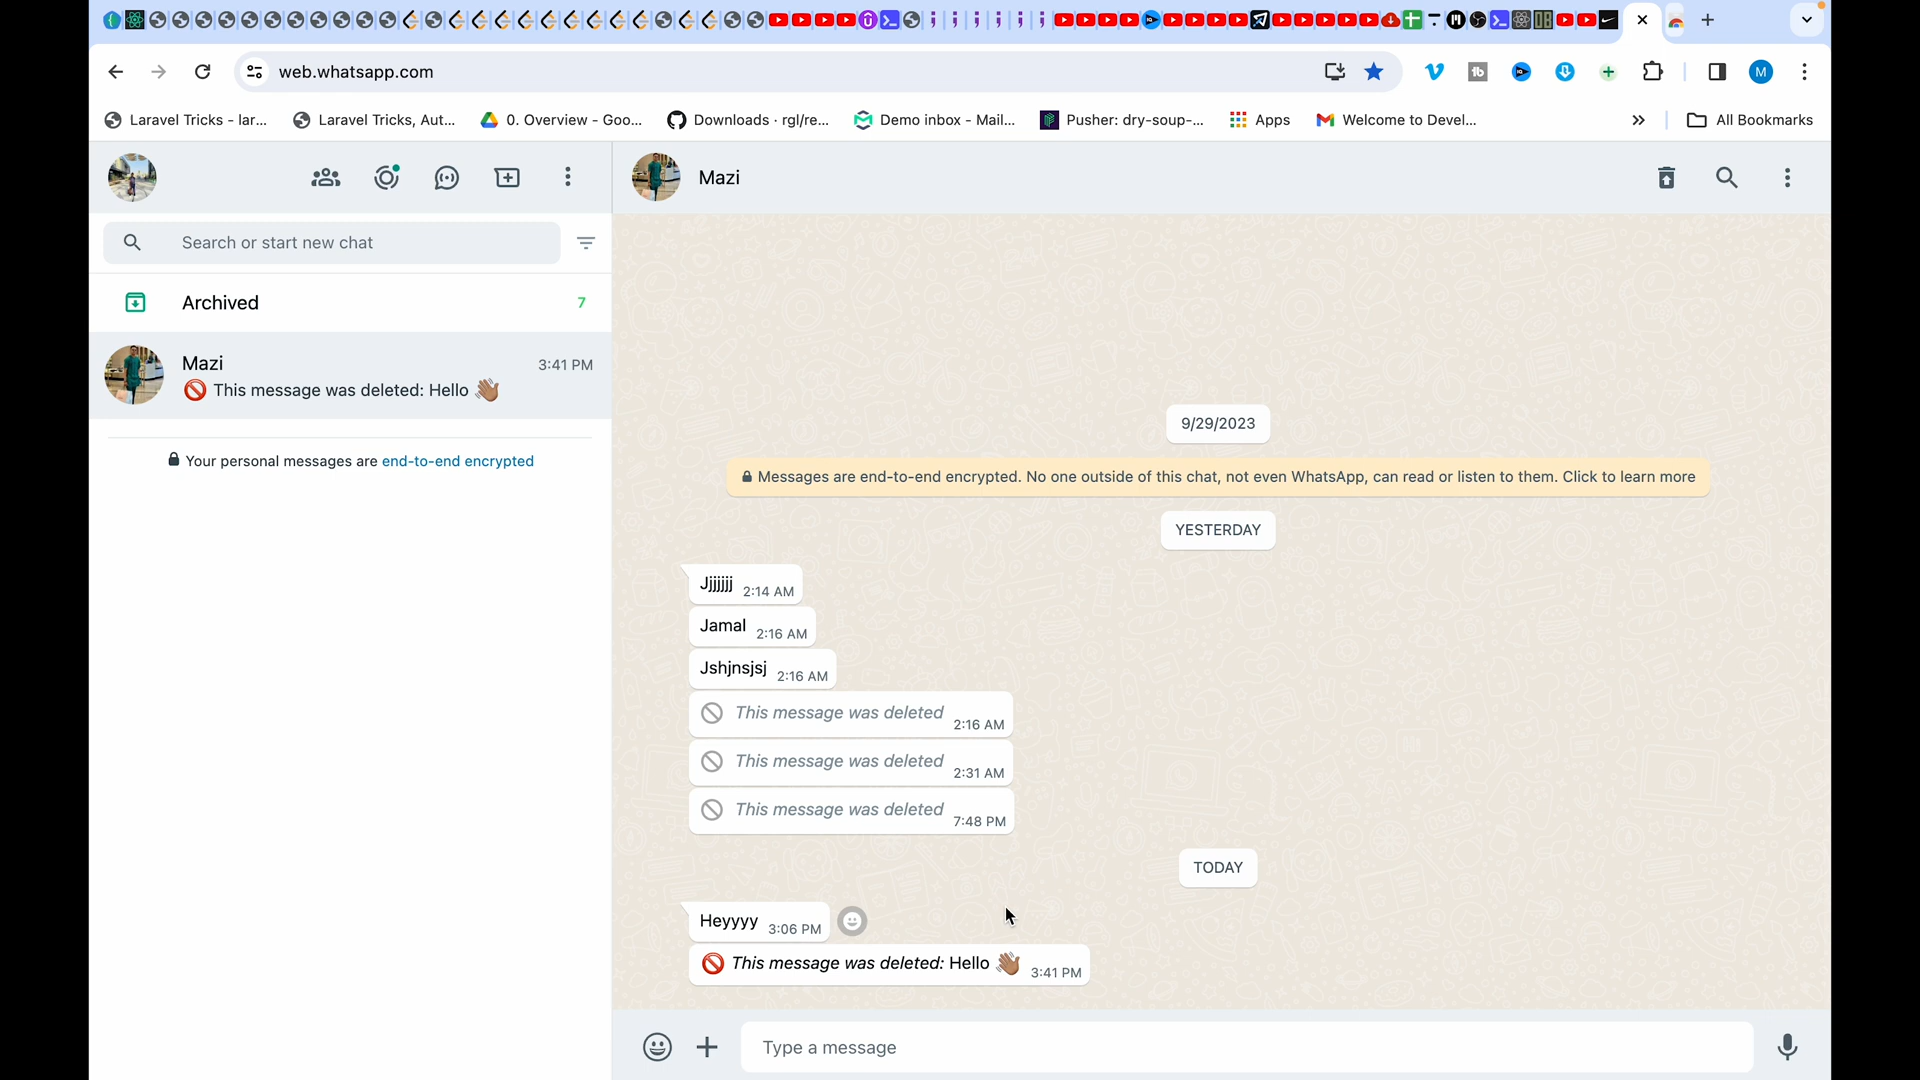 web.whatsapp.com
Laravel Tricks - lar...
Laravel Tricks, Aut...
0. Overview - Goo...
Downloads · rgl/re...
Demo inbox - Mail...
Pusher: dry-soup-...
Apps
Welcome to Devel...
All Bookmarks
M
Search or start new chat
Archived 7
Mazi 3:41 PM
🚫 This message was deleted: Hello 👋🏽
Your personal messages are end-to-end encrypted
Mazi
9/29/2023
Messages are end-to-end encrypted. No one outside of this chat, not even WhatsApp, can read or listen to them. Click to learn more
YESTERDAY
Jjjjjjj 2:14 AM
Jamal 2:16 AM
Jshjnsjsj 2:16 AM
This message was deleted 2:16 AM
This message was deleted 2:31 AM
This message was deleted 7:48 PM
TODAY
Heyyyy 3:06 PM
🚫 This message was deleted: Hello 👋🏽 3:41 PM
Type a message